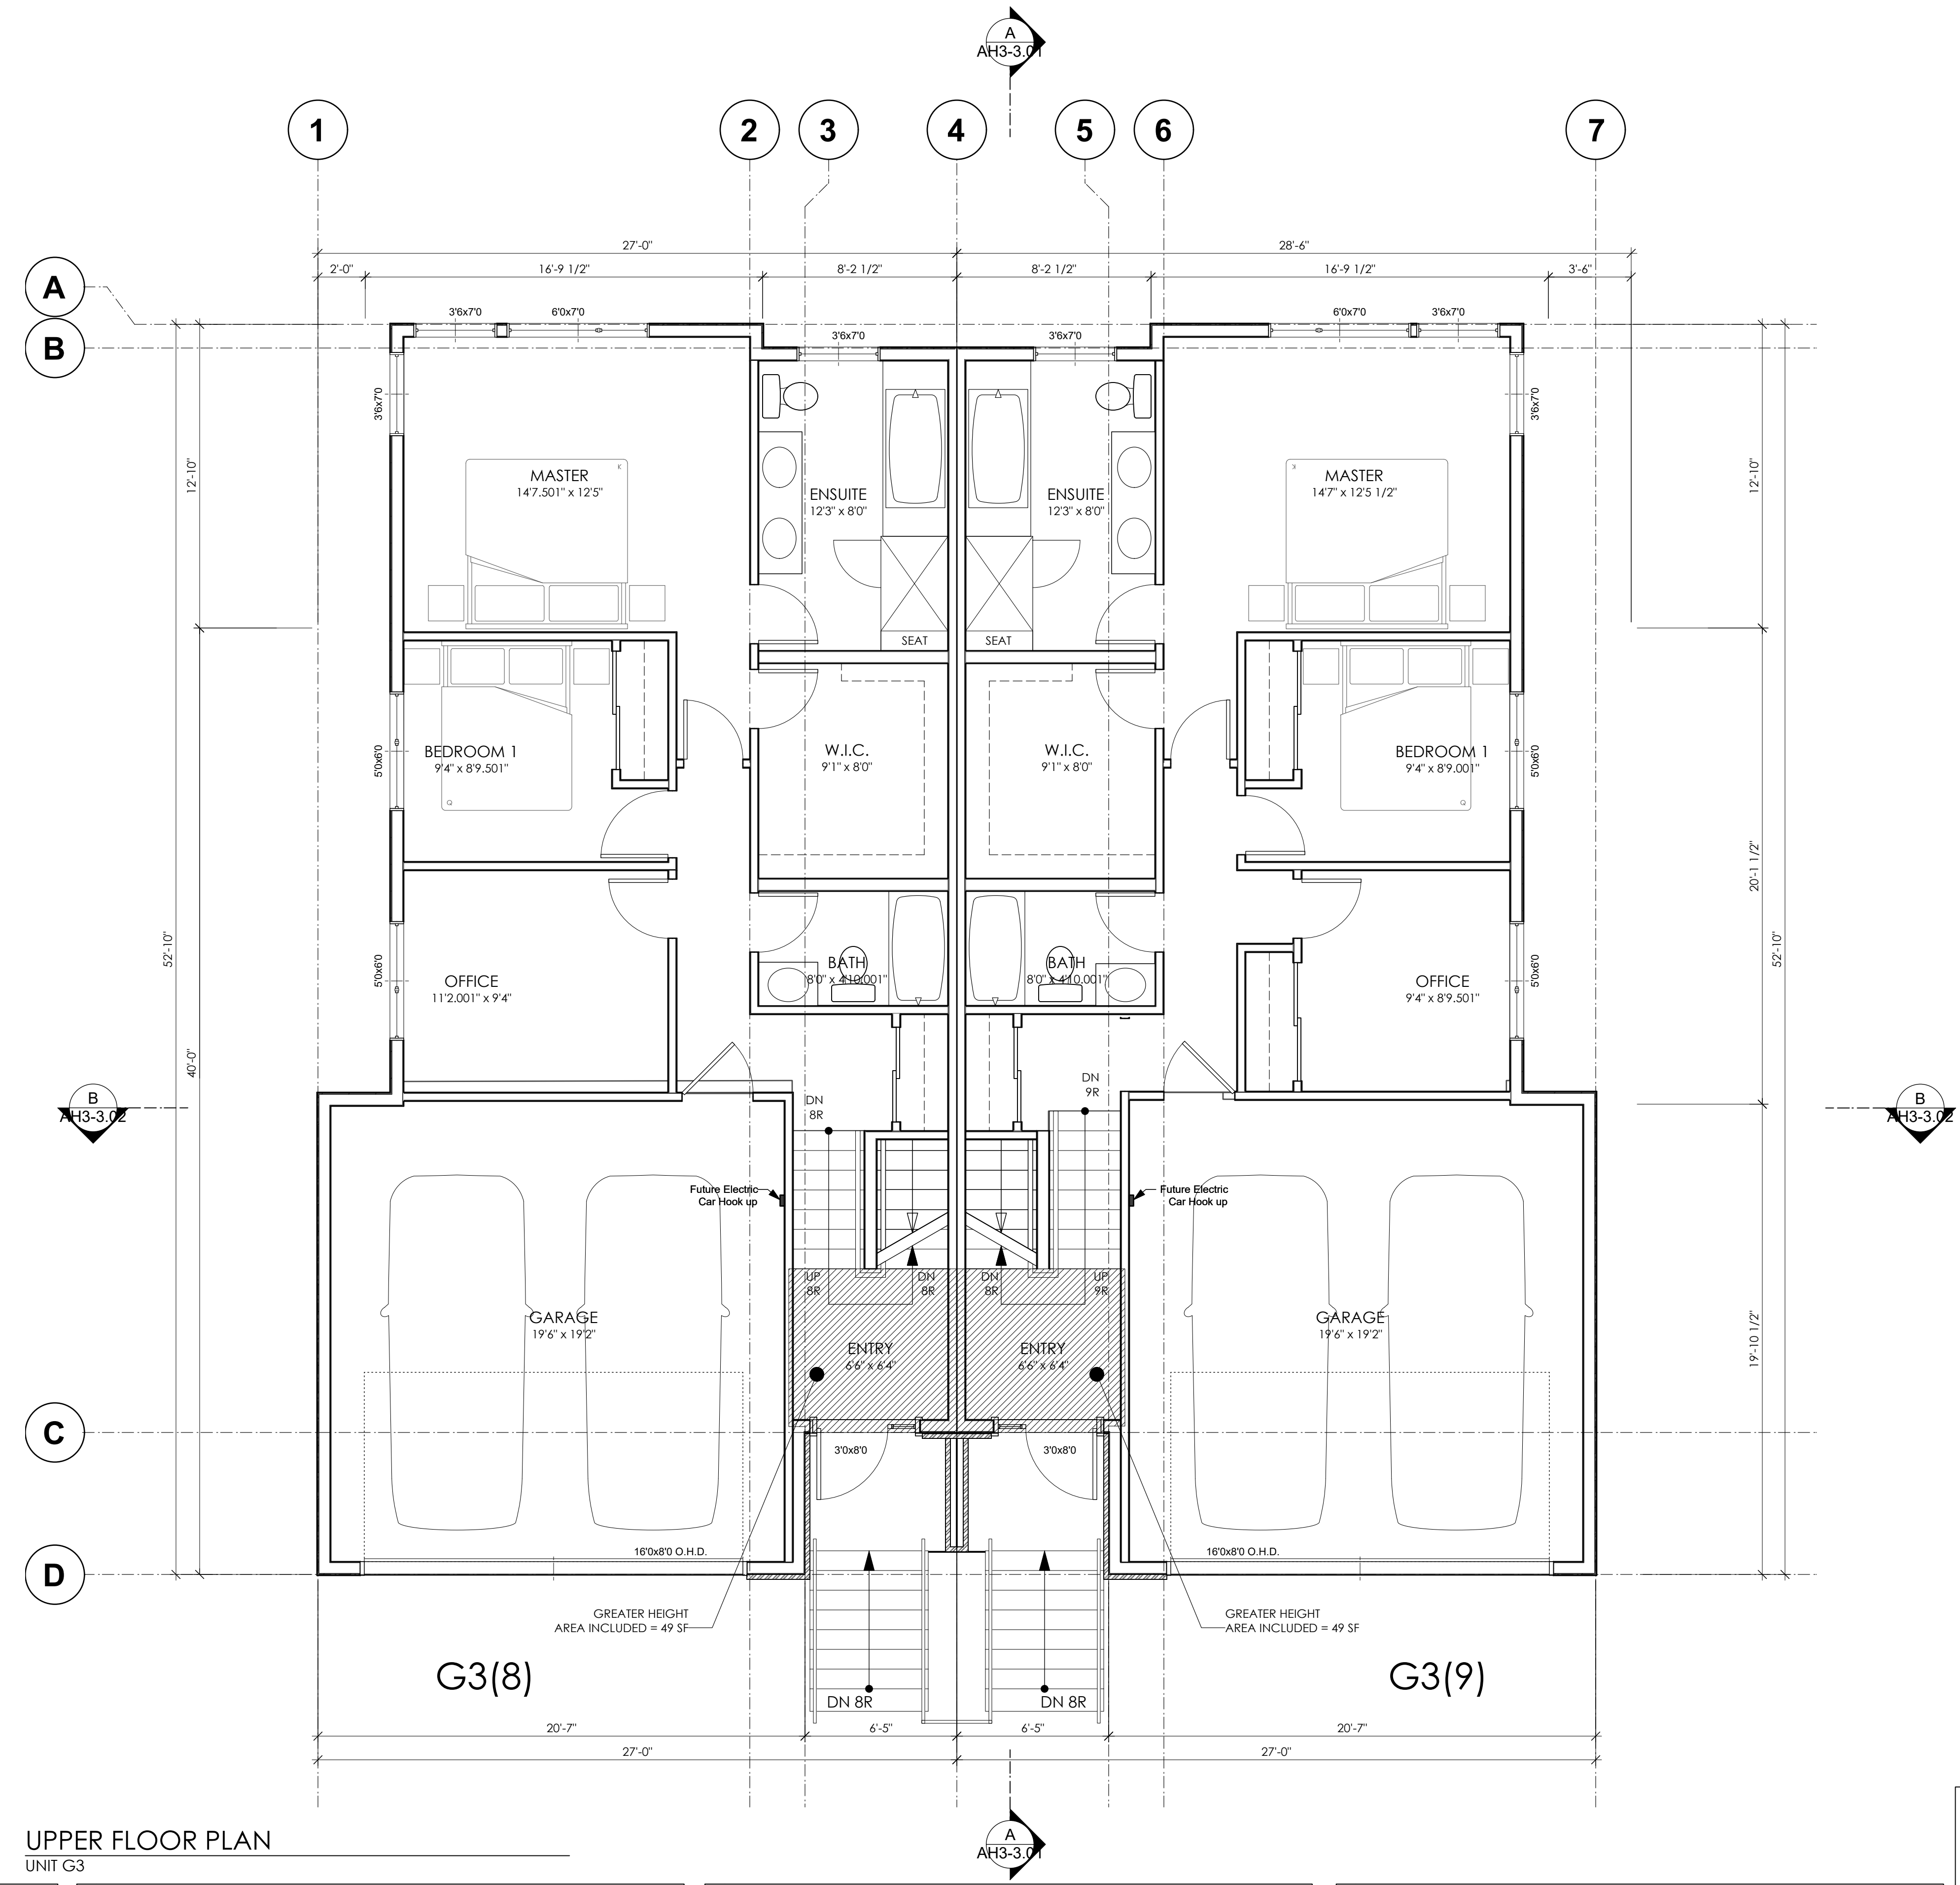 A
AH3-3.01
1
2
3
4
5
6
7
27'-0"
28'-6"
2'-0"
16'-9 1/2"
8'-2 1/2"
8'-2 1/2"
16'-9 1/2"
3'-6"
A
B
3'6x7'0
6'0x7'0
3'6x7'0
3'6x7'0
6'0x7'0
3'6x7'0
3'6x7'0
3'6x7'0
12'-10"
12'-10"
K
MASTER
14'7.501" x 12'5"
ENSUITE
12'3" x 8'0"
ENSUITE
12'3" x 8'0"
K
MASTER
14'7" x 12'5 1/2"
SEAT
SEAT
BEDROOM 1
9'4" x 8'9.501"
5'0x6'0
Q
W.I.C.
9'1" x 8'0"
W.I.C.
9'1" x 8'0"
BEDROOM 1
9'4" x 8'9.001"
5'0x6'0
Q
20'-1 1/2"
52'-10"
52'-10"
OFFICE
11'2.001" x 9'4"
5'0x6'0
BATH
8'0" x 4'10.001"
BATH
8'0" x 4'10.001"
OFFICE
9'4" x 8'9.501"
5'0x6'0
40'-0"
B
AH3-3.02
DN
8R
DN
9R
B
AH3-3.02
Future Electric
Car Hook up
Future Electric
Car Hook up
UP
8R
DN
8R
DN
8R
UP
9R
GARAGE
19'6" x 19'2"
ENTRY
6'6" x 6'4"
ENTRY
6'6" x 6'4"
GARAGE
19'6" x 19'2"
19'-10 1/2"
C
3'0x8'0
3'0x8'0
16'0x8'0 O.H.D.
16'0x8'0 O.H.D.
D
GREATER HEIGHT
AREA INCLUDED = 49 SF
GREATER HEIGHT
AREA INCLUDED = 49 SF
G3(8)
DN 8R
DN 8R
G3(9)
20'-7"
6'-5"
6'-5"
20'-7"
27'-0"
27'-0"
A
AH3-3.01
UPPER FLOOR PLAN
UNIT G3